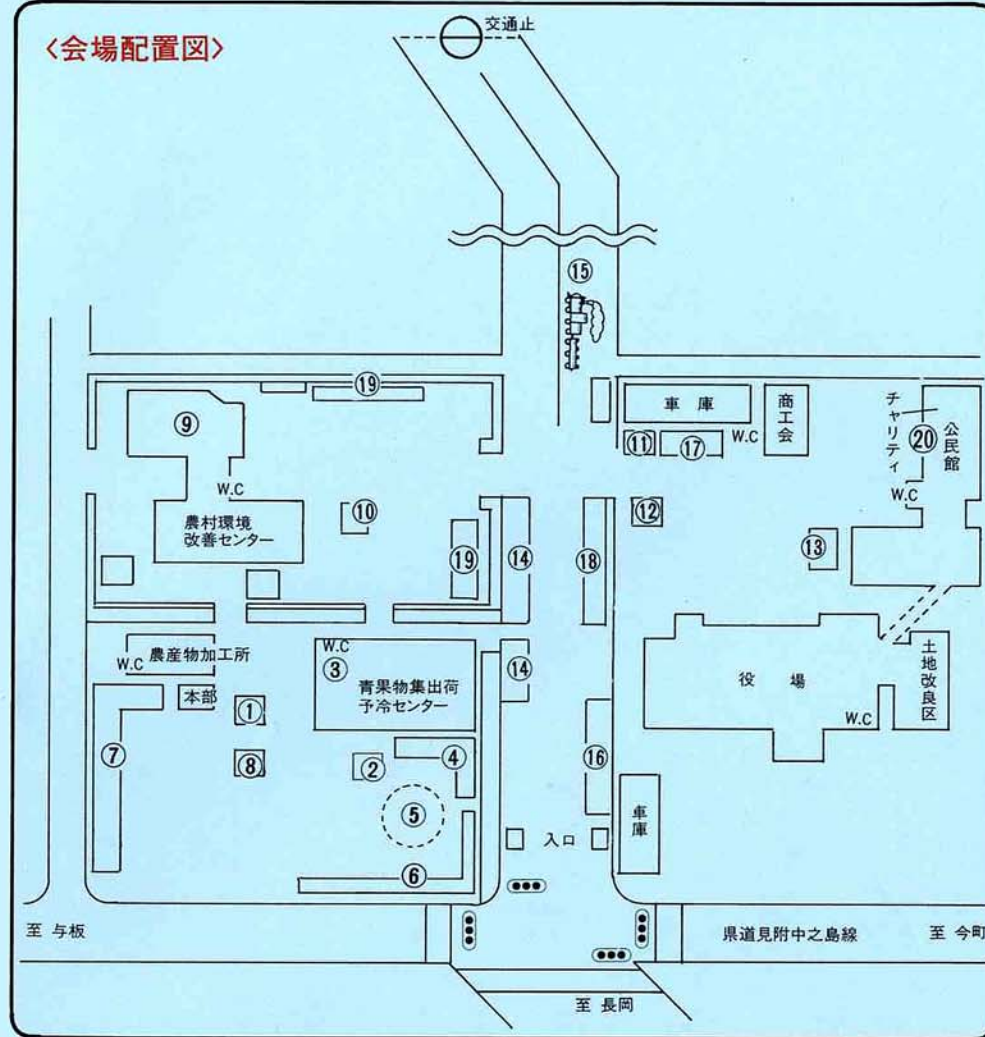 〈会場配置図〉
交通止
⑮
⑲
⑨
W.C
農村環境
改善センター
⑩
⑲
⑭
⑱
車庫
商工会
⑪
⑰
W.C
⑫
チャリティ
⑳
公民館
W.C
⑬
W.C
農産物加工所
本部
①
W.C
③
青果物集出荷
予冷センター
⑭
役場
W.C
土地改良区
⑦
⑧
②
④
⑤
⑥
⑯
車庫
入口
至 与板
県道見附中之島線
至 今町
至 長岡